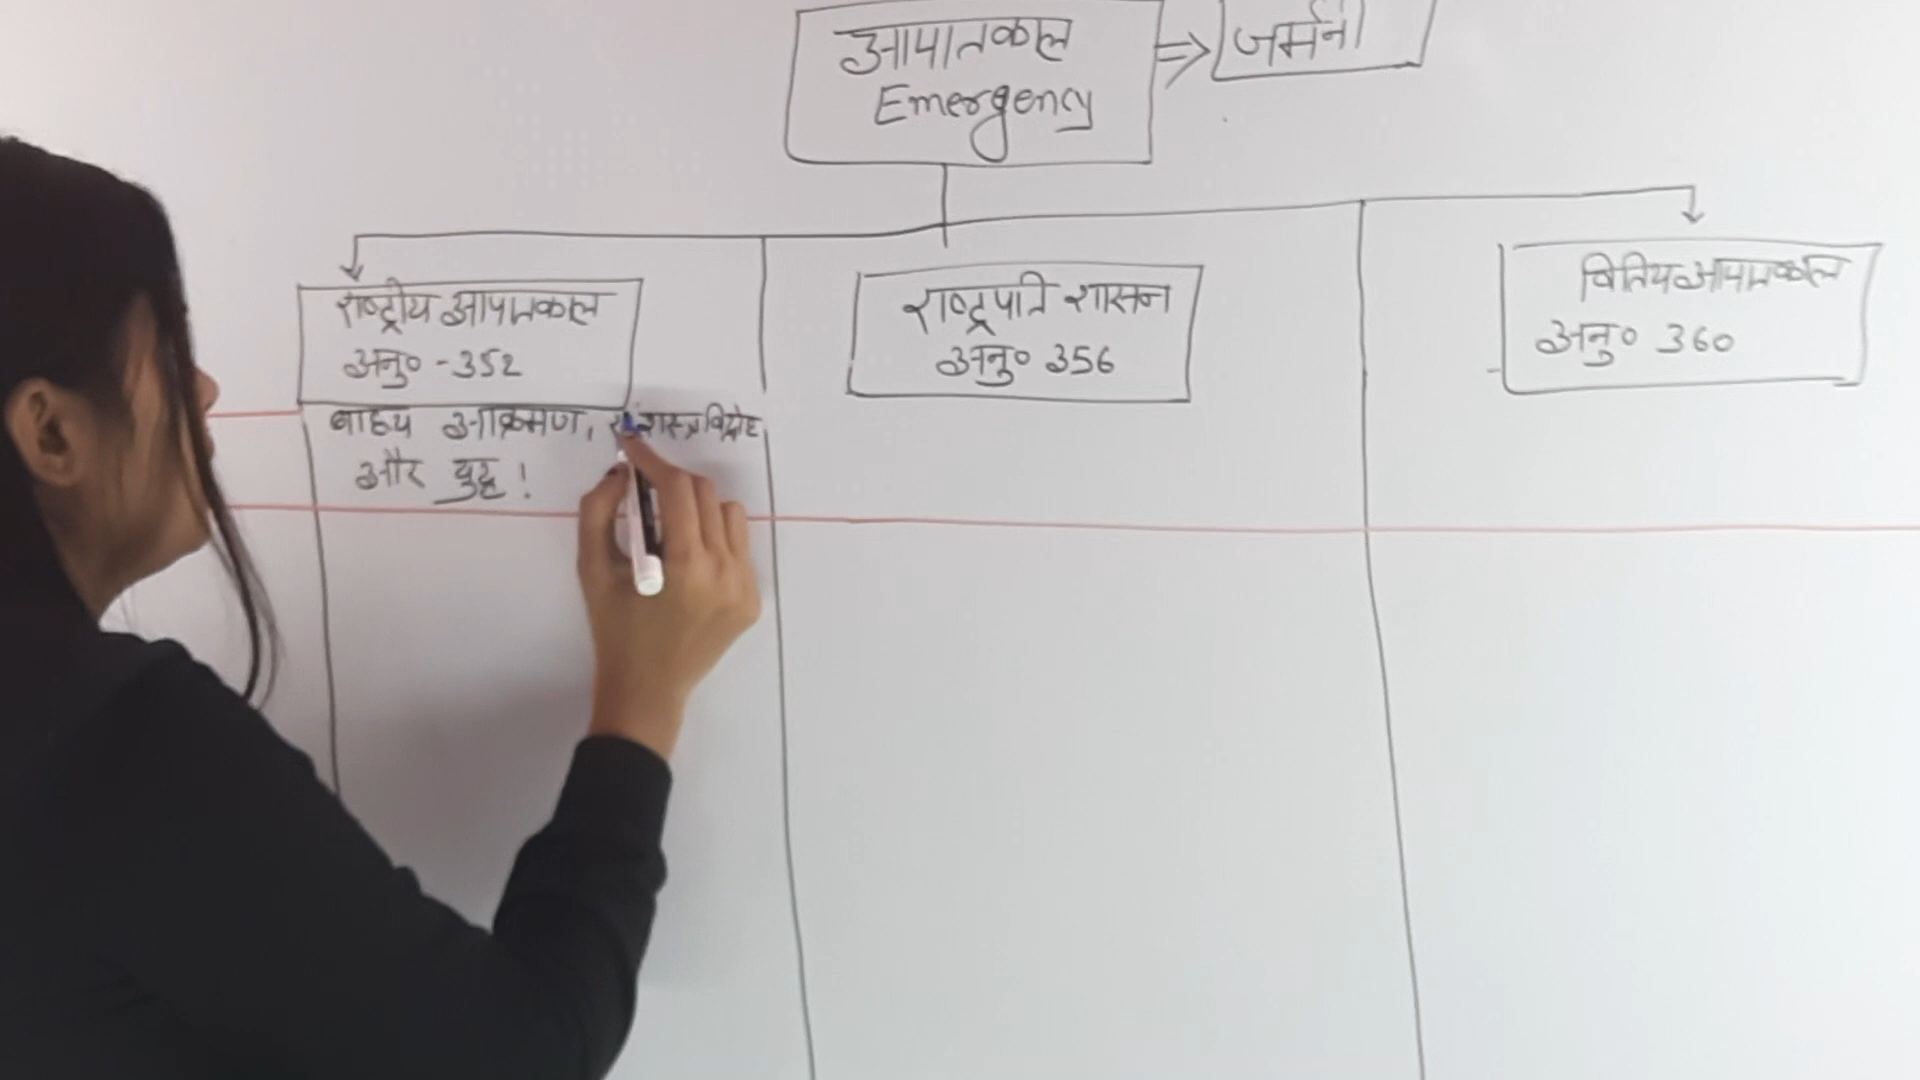 आपातकाल
Emergency
जर्मनी
राष्ट्रीय आपातकाल
अनु० - 352
बाह्य आक्रमण, सशस्त्र विद्रोह
और युद्ध !
राष्ट्रपति शासन
अनु० 356
वितिय आपातकाल
अनु० 360